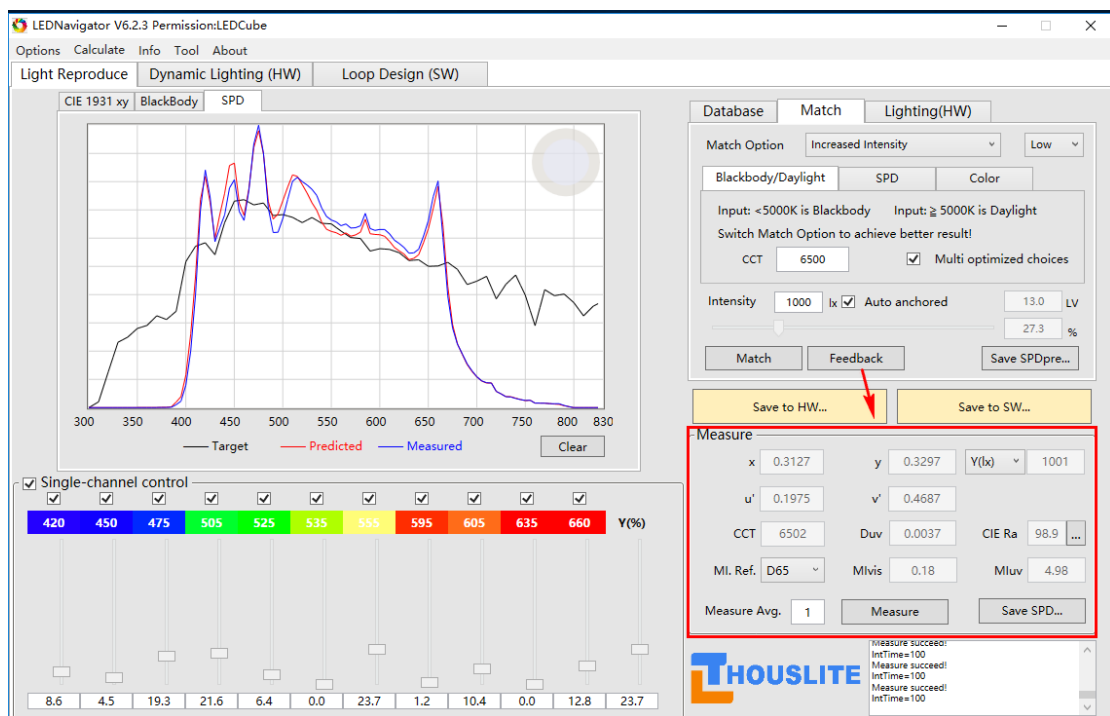 LEDNavigator V6.2.3 Permission:LEDCube
Options Calculate Info Tool About
Light Reproduce Dynamic Lighting (HW) Loop Design (SW)
CIE 1931 xy BlackBody SPD
300 350 400 450 500 550 600 650 700 750 800 830
Target Predicted Measured Clear
Single-channel control
420 450 475 505 525 535 555 595 605 635 660 Y(%)
8.6 4.5 19.3 21.6 6.4 0.0 23.7 1.2 10.4 0.0 12.8 23.7
Database Match Lighting(HW)
Match Option Increased Intensity Low
Blackbody/Daylight SPD Color
Input: <5000K is Blackbody Input: ≧ 5000K is Daylight
Switch Match Option to achieve better result!
CCT 6500 Multi optimized choices
Intensity 1000 lx Auto anchored 13.0 LV
27.3 %
Match Feedback Save SPDpre...
Save to HW... Save to SW...
Measure
x 0.3127 y 0.3297 Y(lx) 1001
u' 0.1975 v' 0.4687
CCT 6502 Duv 0.0037 CIE Ra 98.9 ...
MI. Ref. D65 MIvis 0.18 MIuv 4.98
Measure Avg. 1 Measure Save SPD...
THOUSLITE
Measure succeed!
IntTime=100
Measure succeed!
IntTime=100
Measure succeed!
IntTime=100